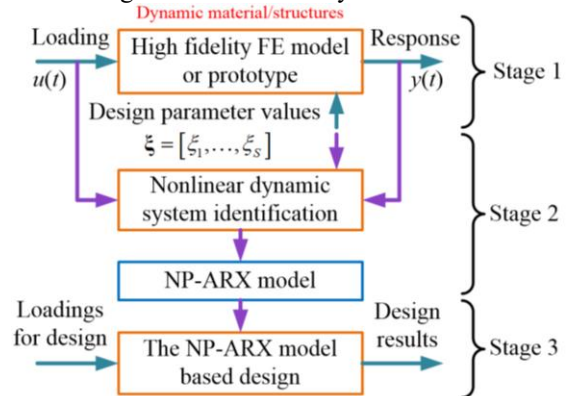 Dynamic material/structures
Loading
High fidelity FE model
or prototype
Response
u(t)
y(t)
Stage 1
Design parameter values
ξ = [ξ₁,…,ξ_S]
Nonlinear dynamic
system identification
Stage 2
NP-ARX model
Loadings
for design
The NP-ARX model
based design
Design
results
Stage 3